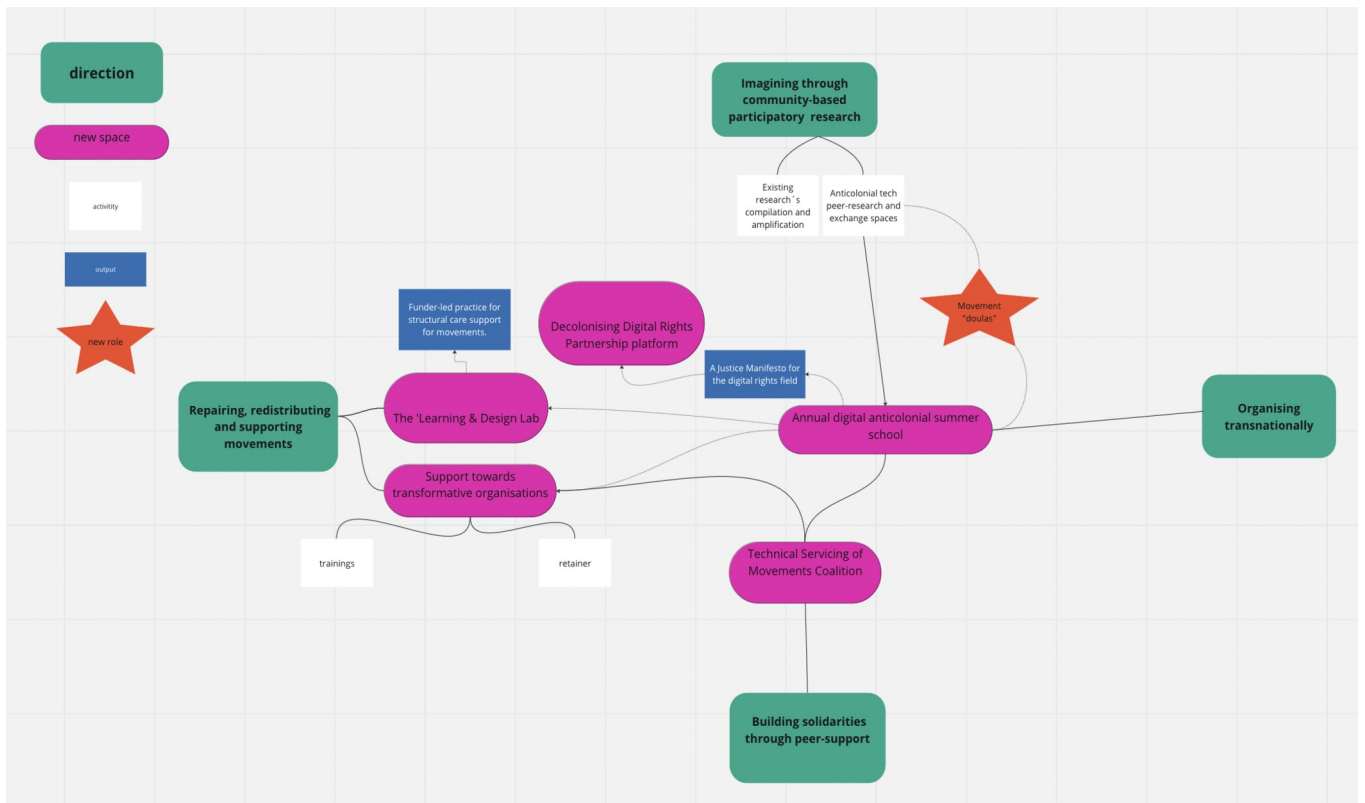 direction
new space
activitity
output
new role
Imagining through
community-based
participatory research
Existing
research´s
compilation and
amplification
Anticolonial tech
peer-research and
exchange spaces
Movement
"doulas"
Funder-led practice for
structural care support
for movements.
Decolonising Digital Rights
Partnership platform
A Justice Manifesto for
the digital rights field
Repairing, redistributing
and supporting
movements
The 'Learning & Design Lab
Annual digital anticolonial summer
school
Organising
transnationally
Support towards
transformative organisations
trainings
retainer
Technical Servicing of
Movements Coalition
Building solidarities
through peer-support